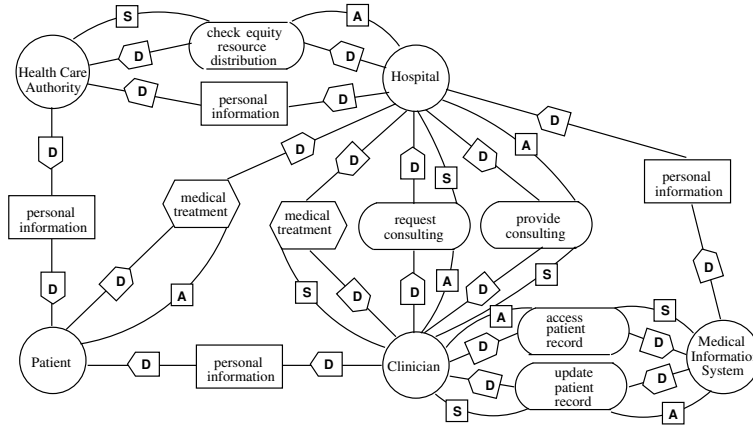 S
A
check equity
resource
distribution
D
D
Health Care
Authority
Hospital
D
personal
information
D
D
D
D
D
D
D
S
A
personal
information
medical
treatment
medical
treatment
request
consulting
provide
consulting
personal
information
D
D
A
S
D
D
D
A
S
D
S
A
access
patient
record
D
D
Patient
D
personal
information
D
Clinician
Medical
Information
System
D
update
patient
record
D
S
A